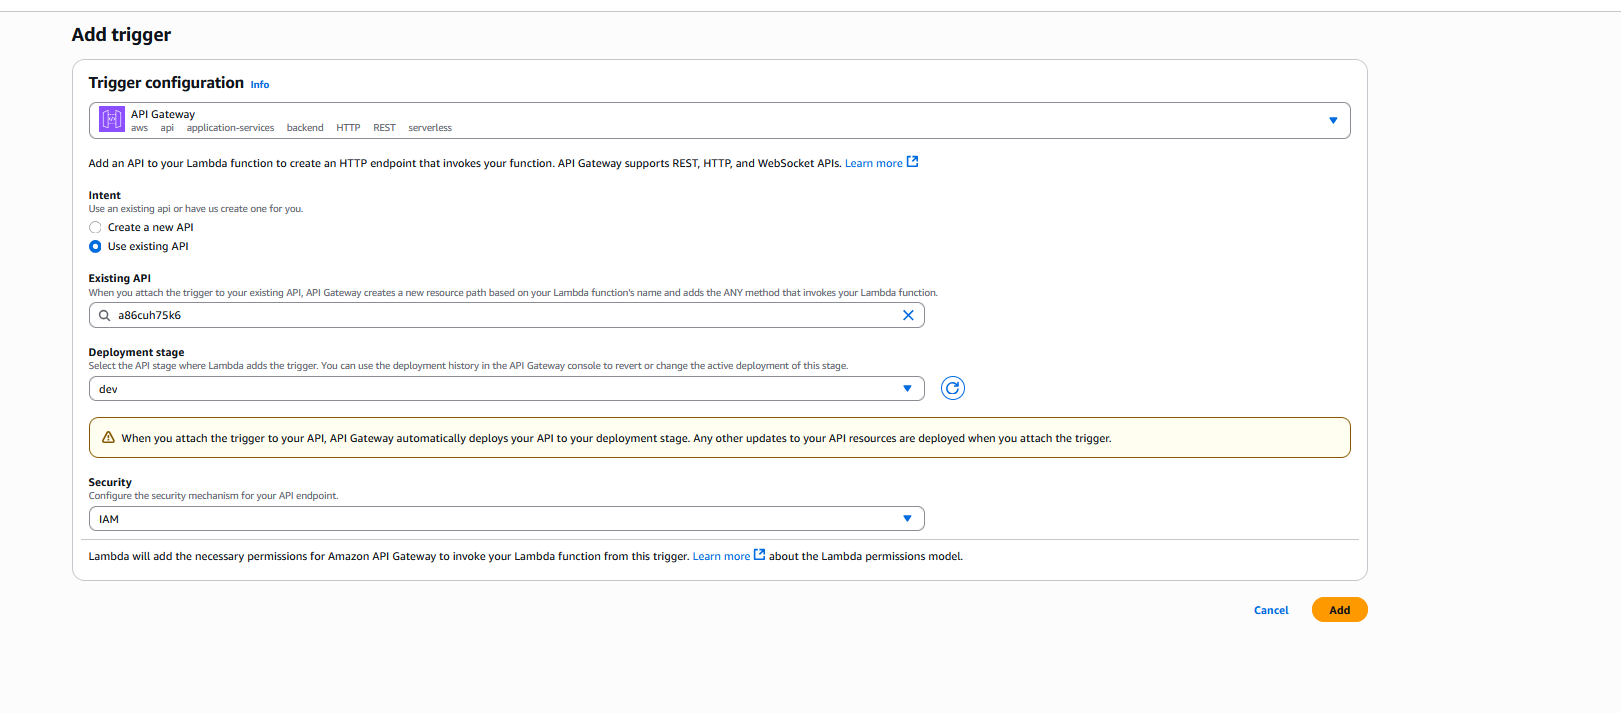 Add trigger
Trigger configuration Info
API Gateway
aws api application-services backend HTTP REST serverless
Add an API to your Lambda function to create an HTTP endpoint that invokes your function. API Gateway supports REST, HTTP, and WebSocket APIs. Learn more
Intent
Use an existing api or have us create one for you.
Create a new API
Use existing API
Existing API
When you attach the trigger to your existing API, API Gateway creates a new resource path based on your Lambda function's name and adds the ANY method that invokes your Lambda function.
a86cuh75k6
Deployment stage
Select the API stage where Lambda adds the trigger. You can use the deployment history in the API Gateway console to revert or change the active deployment of this stage.
dev
When you attach the trigger to your API, API Gateway automatically deploys your API to your deployment stage. Any other updates to your API resources are deployed when you attach the trigger.
Security
Configure the security mechanism for your API endpoint.
IAM
Lambda will add the necessary permissions for Amazon API Gateway to invoke your Lambda function from this trigger. Learn more about the Lambda permissions model.
Cancel Add